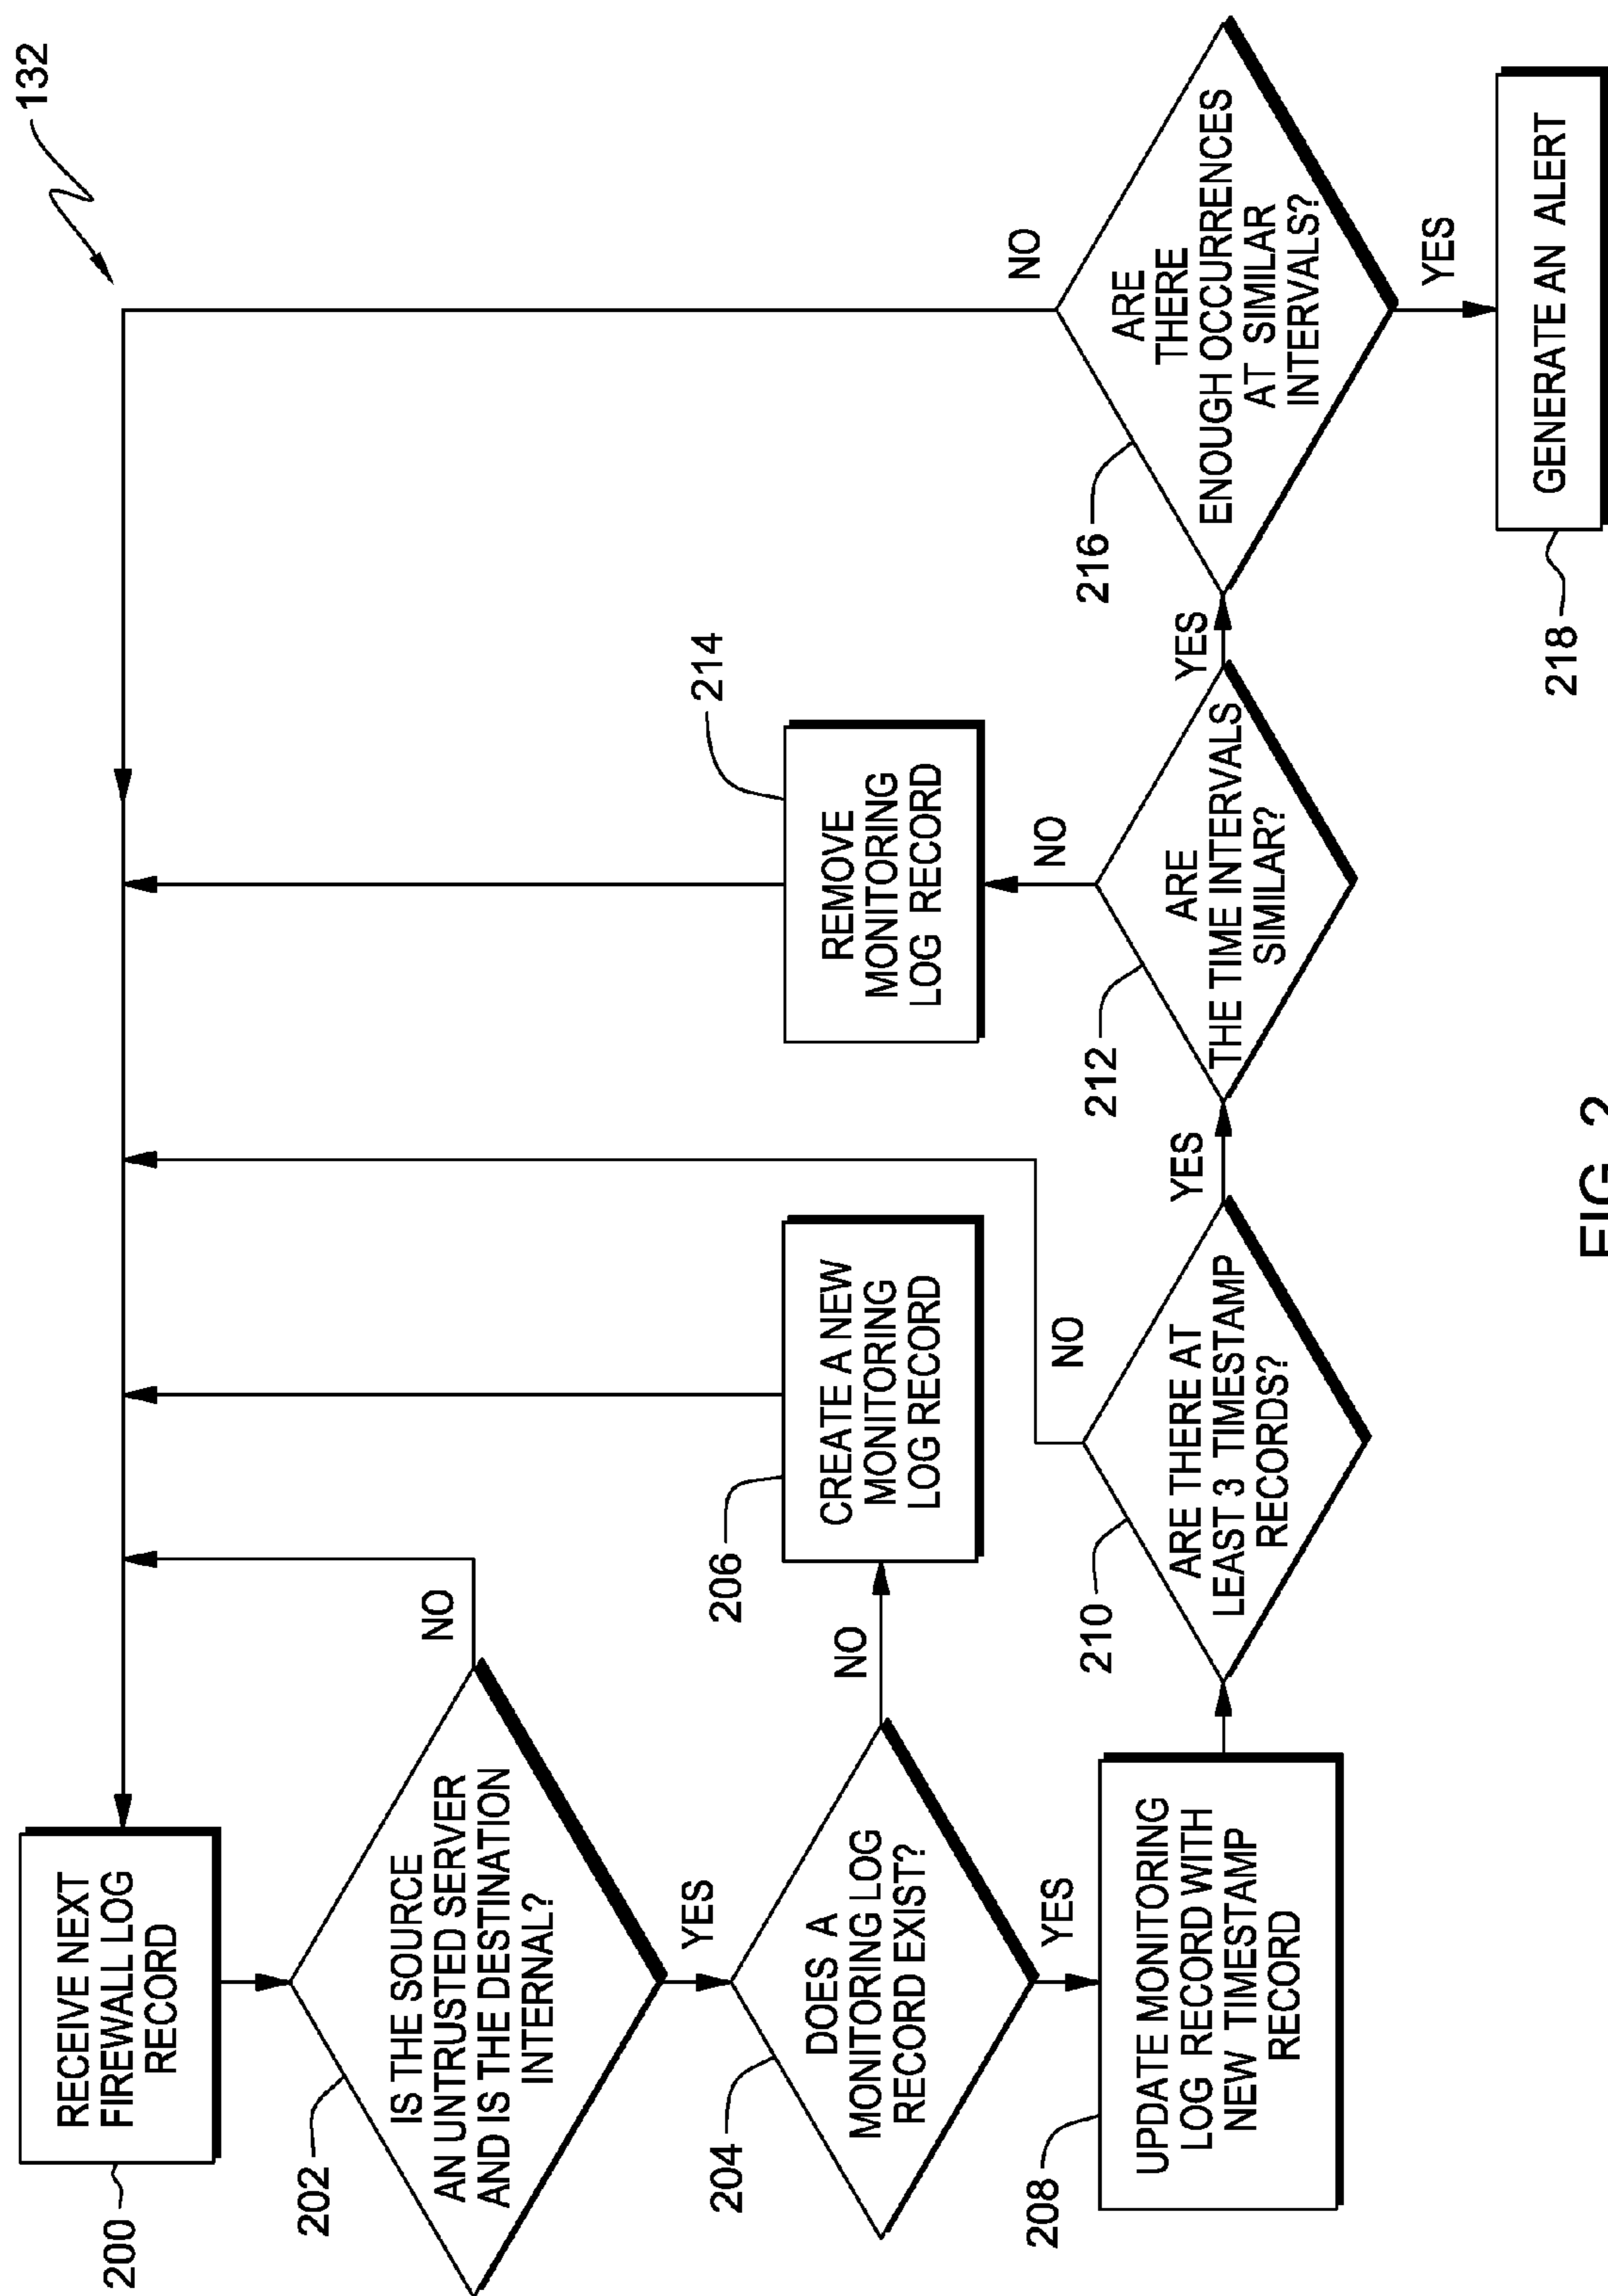 132
200
RECEIVE NEXT
FIREWALL LOG
RECORD
202
IS THE SOURCE
AN UNTRUSTED SERVER
AND IS THE DESTINATION
INTERNAL?
NO
YES
204
DOES A
MONITORING LOG
RECORD EXIST?
NO
206
CREATE A NEW
MONITORING
LOG RECORD
YES
208
UPDATE MONITORING
LOG RECORD WITH
NEW TIMESTAMP
RECORD
210
ARE THERE AT
LEAST 3 TIMESTAMP
RECORDS?
NO
YES
212
ARE
THE TIME INTERVALS
SIMILAR?
NO
214
REMOVE
MONITORING
LOG RECORD
YES
216
ARE
THERE
ENOUGH OCCURRENCES
AT SIMILAR
INTERVALS?
NO
YES
218
GENERATE AN ALERT
FIG. 2